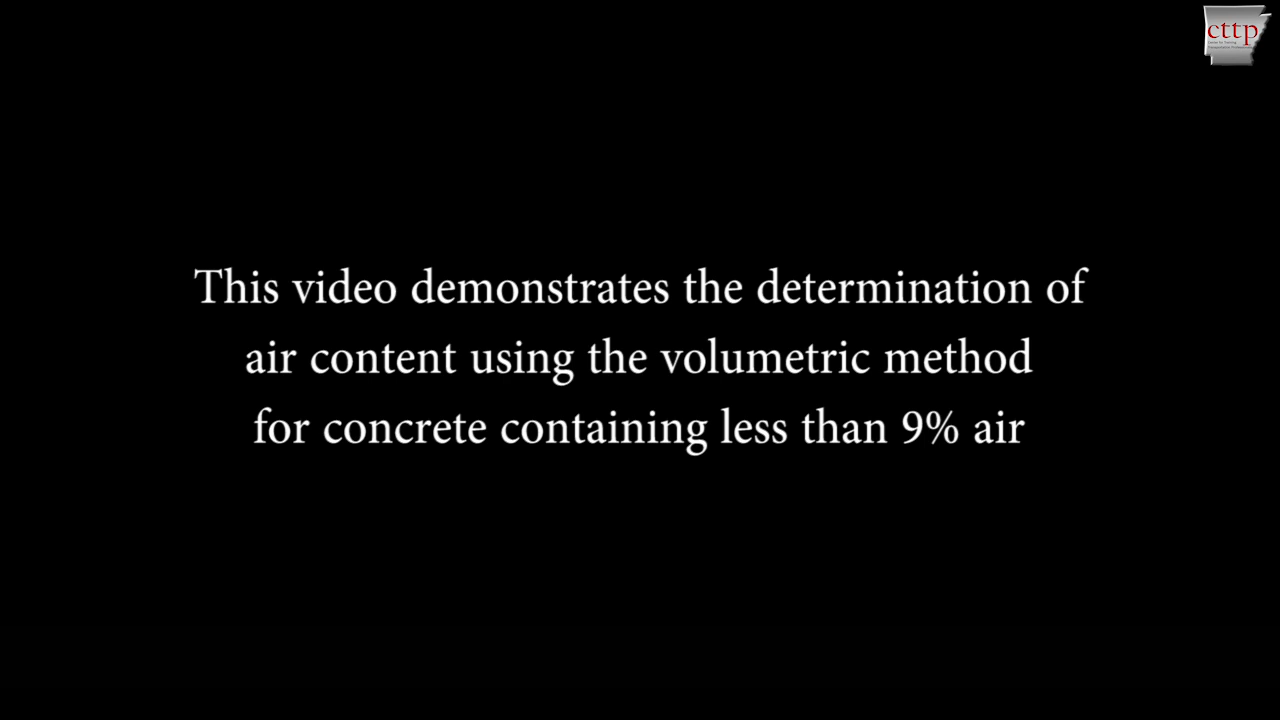 cttp
This video demonstrates the determination of
air content using the volumetric method
for concrete containing less than 9% air